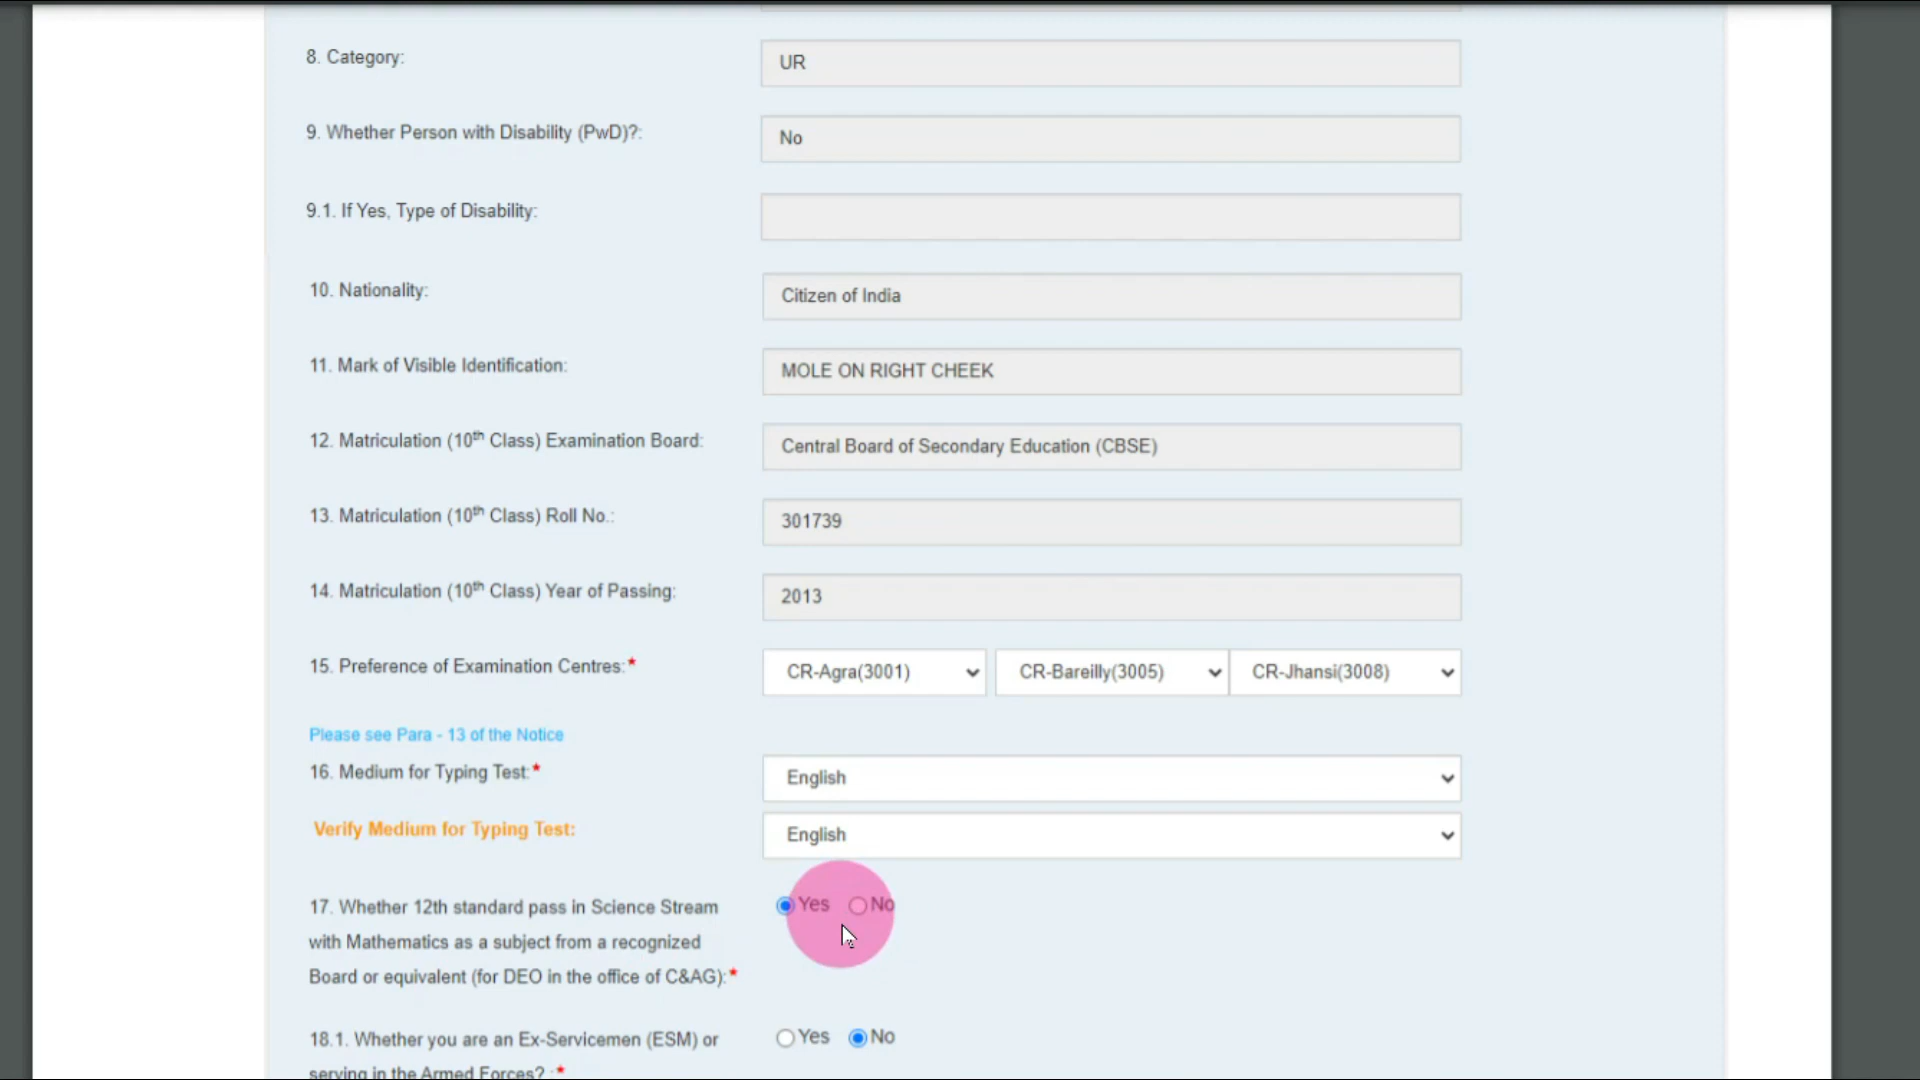 8. Category:
UR
9. Whether Person with Disability (PwD)?:
No
9.1. If Yes, Type of Disability:
10. Nationality:
Citizen of India
11. Mark of Visible Identification:
MOLE ON RIGHT CHEEK
12. Matriculation (10th Class) Examination Board:
Central Board of Secondary Education (CBSE)
13. Matriculation (10th Class) Roll No.:
301739
14. Matriculation (10th Class) Year of Passing:
2013
15. Preference of Examination Centres:*
CR-Agra(3001) CR-Bareilly(3005) CR-Jhansi(3008)
Please see Para - 13 of the Notice
16. Medium for Typing Test:*
English
Verify Medium for Typing Test:
English
17. Whether 12th standard pass in Science Stream
with Mathematics as a subject from a recognized
Board or equivalent (for DEO in the office of C&AG):*
Yes No
18.1. Whether you are an Ex-Servicemen (ESM) or
serving in the Armed Forces? :*
Yes No